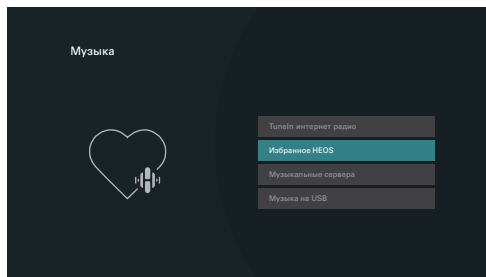 Музыка
TuneIn интернет радио
Избранное HEOS
Музыкальные сервера
Музыка на USB